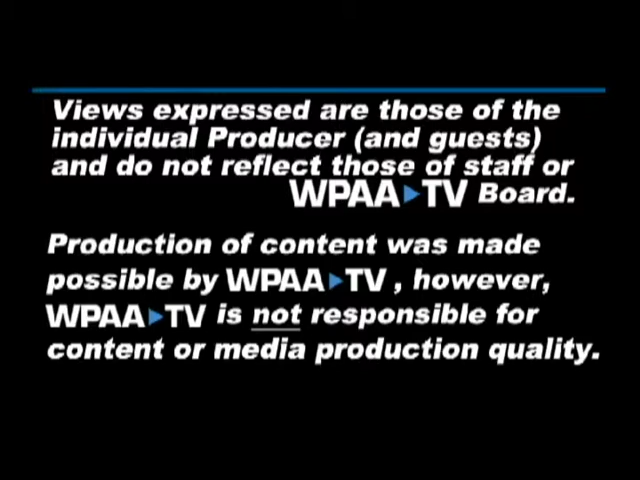 Views expressed are those of the
individual Producer (and guests)
and do not reflect those of staff or
WPAA▶TV Board.
Production of content was made
possible by WPAA▶TV , however,
WPAA▶TV is not responsible for
content or media production quality.